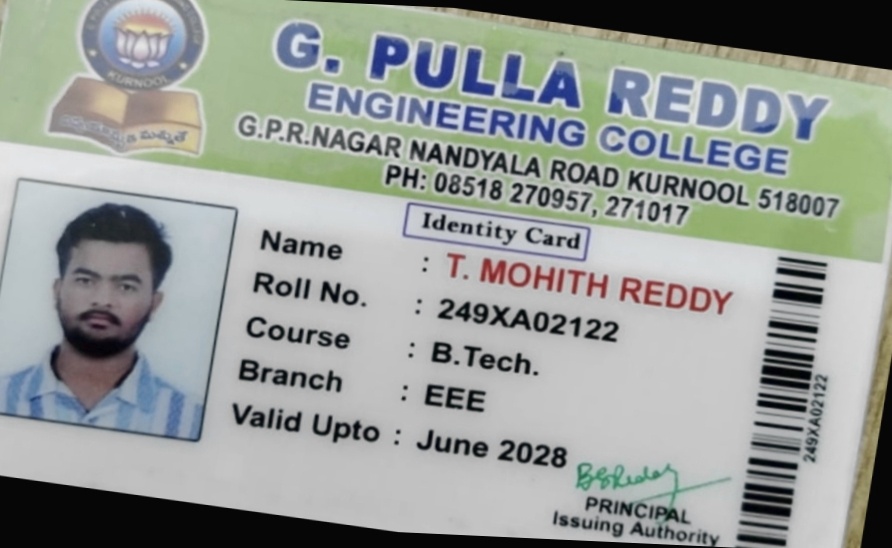 KURNOOL
G. PULLA REDDY
ENGINEERING COLLEGE
G.P.R.NAGAR NANDYALA ROAD KURNOOL 518007
PH: 08518 270957, 271017
Identity Card
Name : T. MOHITH REDDY
Roll No. : 249XA02122
Course : B.Tech.
Branch : EEE
Valid Upto : June 2028
249XA02122
PRINCIPAL
Issuing Authority